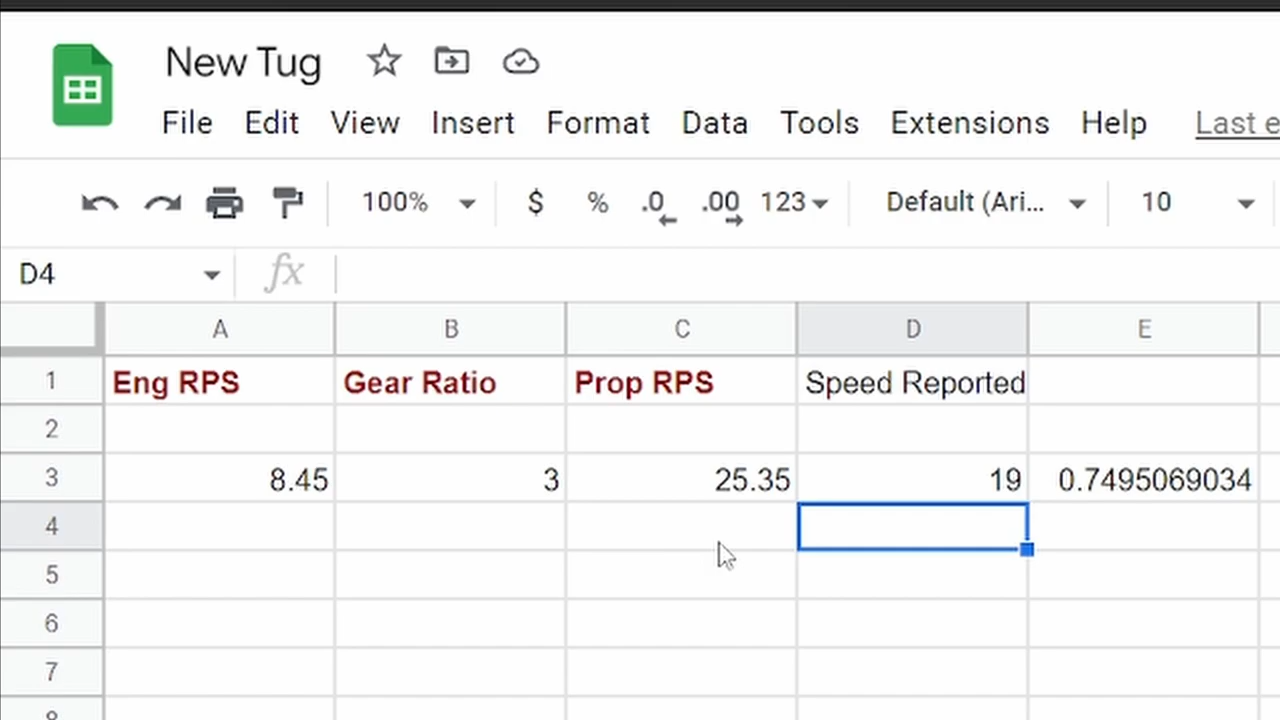 New Tug
File Edit View Insert Format Data Tools Extensions Help Last e
100% $ % .0 .00 123 Default (Ari... 10
D4 fx
A B C D E
1 Eng RPS Gear Ratio Prop RPS Speed Reported
2
3 8.45 3 25.35 19 0.7495069034
4
5
6
7
8